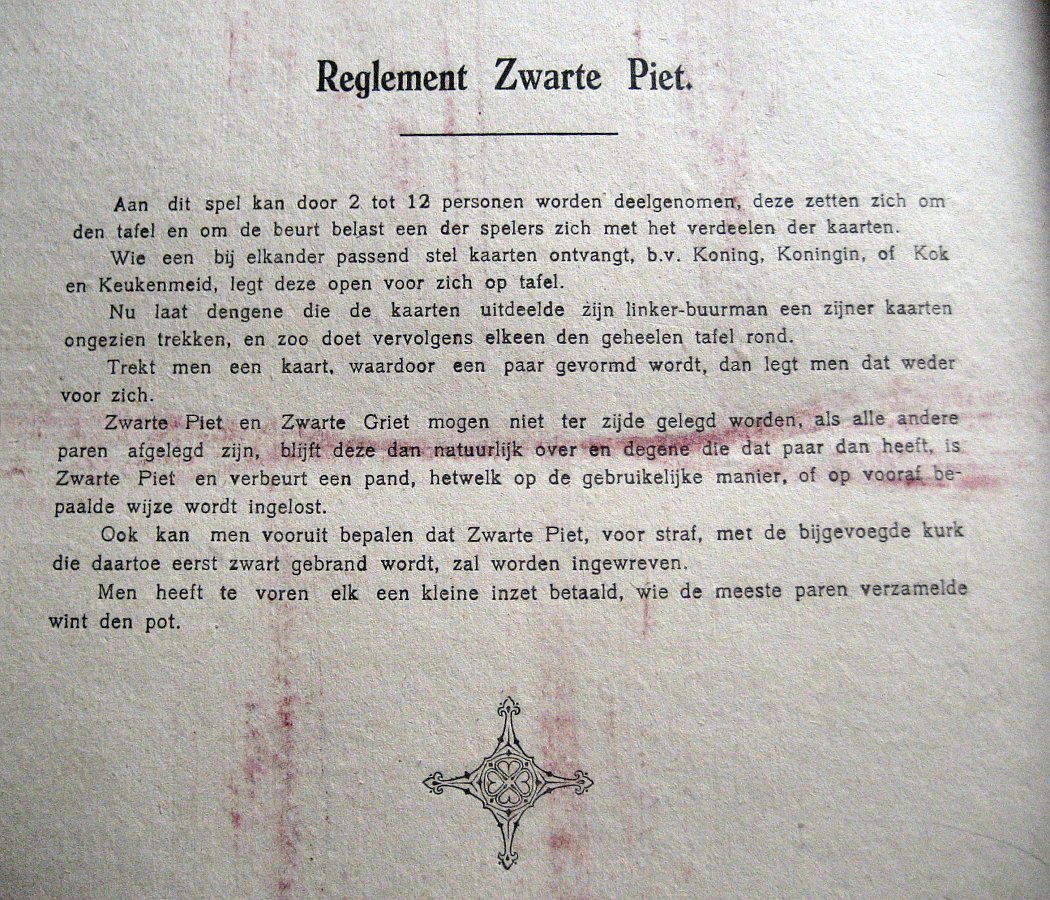 Reglement Zwarte Piet.
Aan dit spel kan door 2 tot 12 personen worden deelgenomen, deze zetten zich om
den tafel en om de beurt belast een der spelers zich met het verdeelen der kaarten.
Wie een bij elkander passend stel kaarten ontvangt, b.v. Koning, Koningin, of Kok
en Keukenmeid, legt deze open voor zich op tafel.
Nu laat dengene die de kaarten uitdeelde zijn linker-buurman een zijner kaarten
ongezien trekken, en zoo doet vervolgens elkeen den geheelen tafel rond.
Trekt men een kaart, waardoor een paar gevormd wordt, dan legt men dat weder
voor zich.
Zwarte Piet en Zwarte Griet mogen niet ter zijde gelegd worden, als alle andere
paren afgelegd zijn, blijft deze dan natuurlijk over en degene die dat paar dan heeft, is
Zwarte Piet en verbeurt een pand, hetwelk op de gebruikelijke manier, of op vooraf be-
paalde wijze wordt ingelost.
Ook kan men vooruit bepalen dat Zwarte Piet, voor straf, met de bijgevoegde kurk
die daartoe eerst zwart gebrand wordt, zal worden ingewreven.
Men heeft te voren elk een kleine inzet betaald, wie de meeste paren verzamelde
wint den pot.